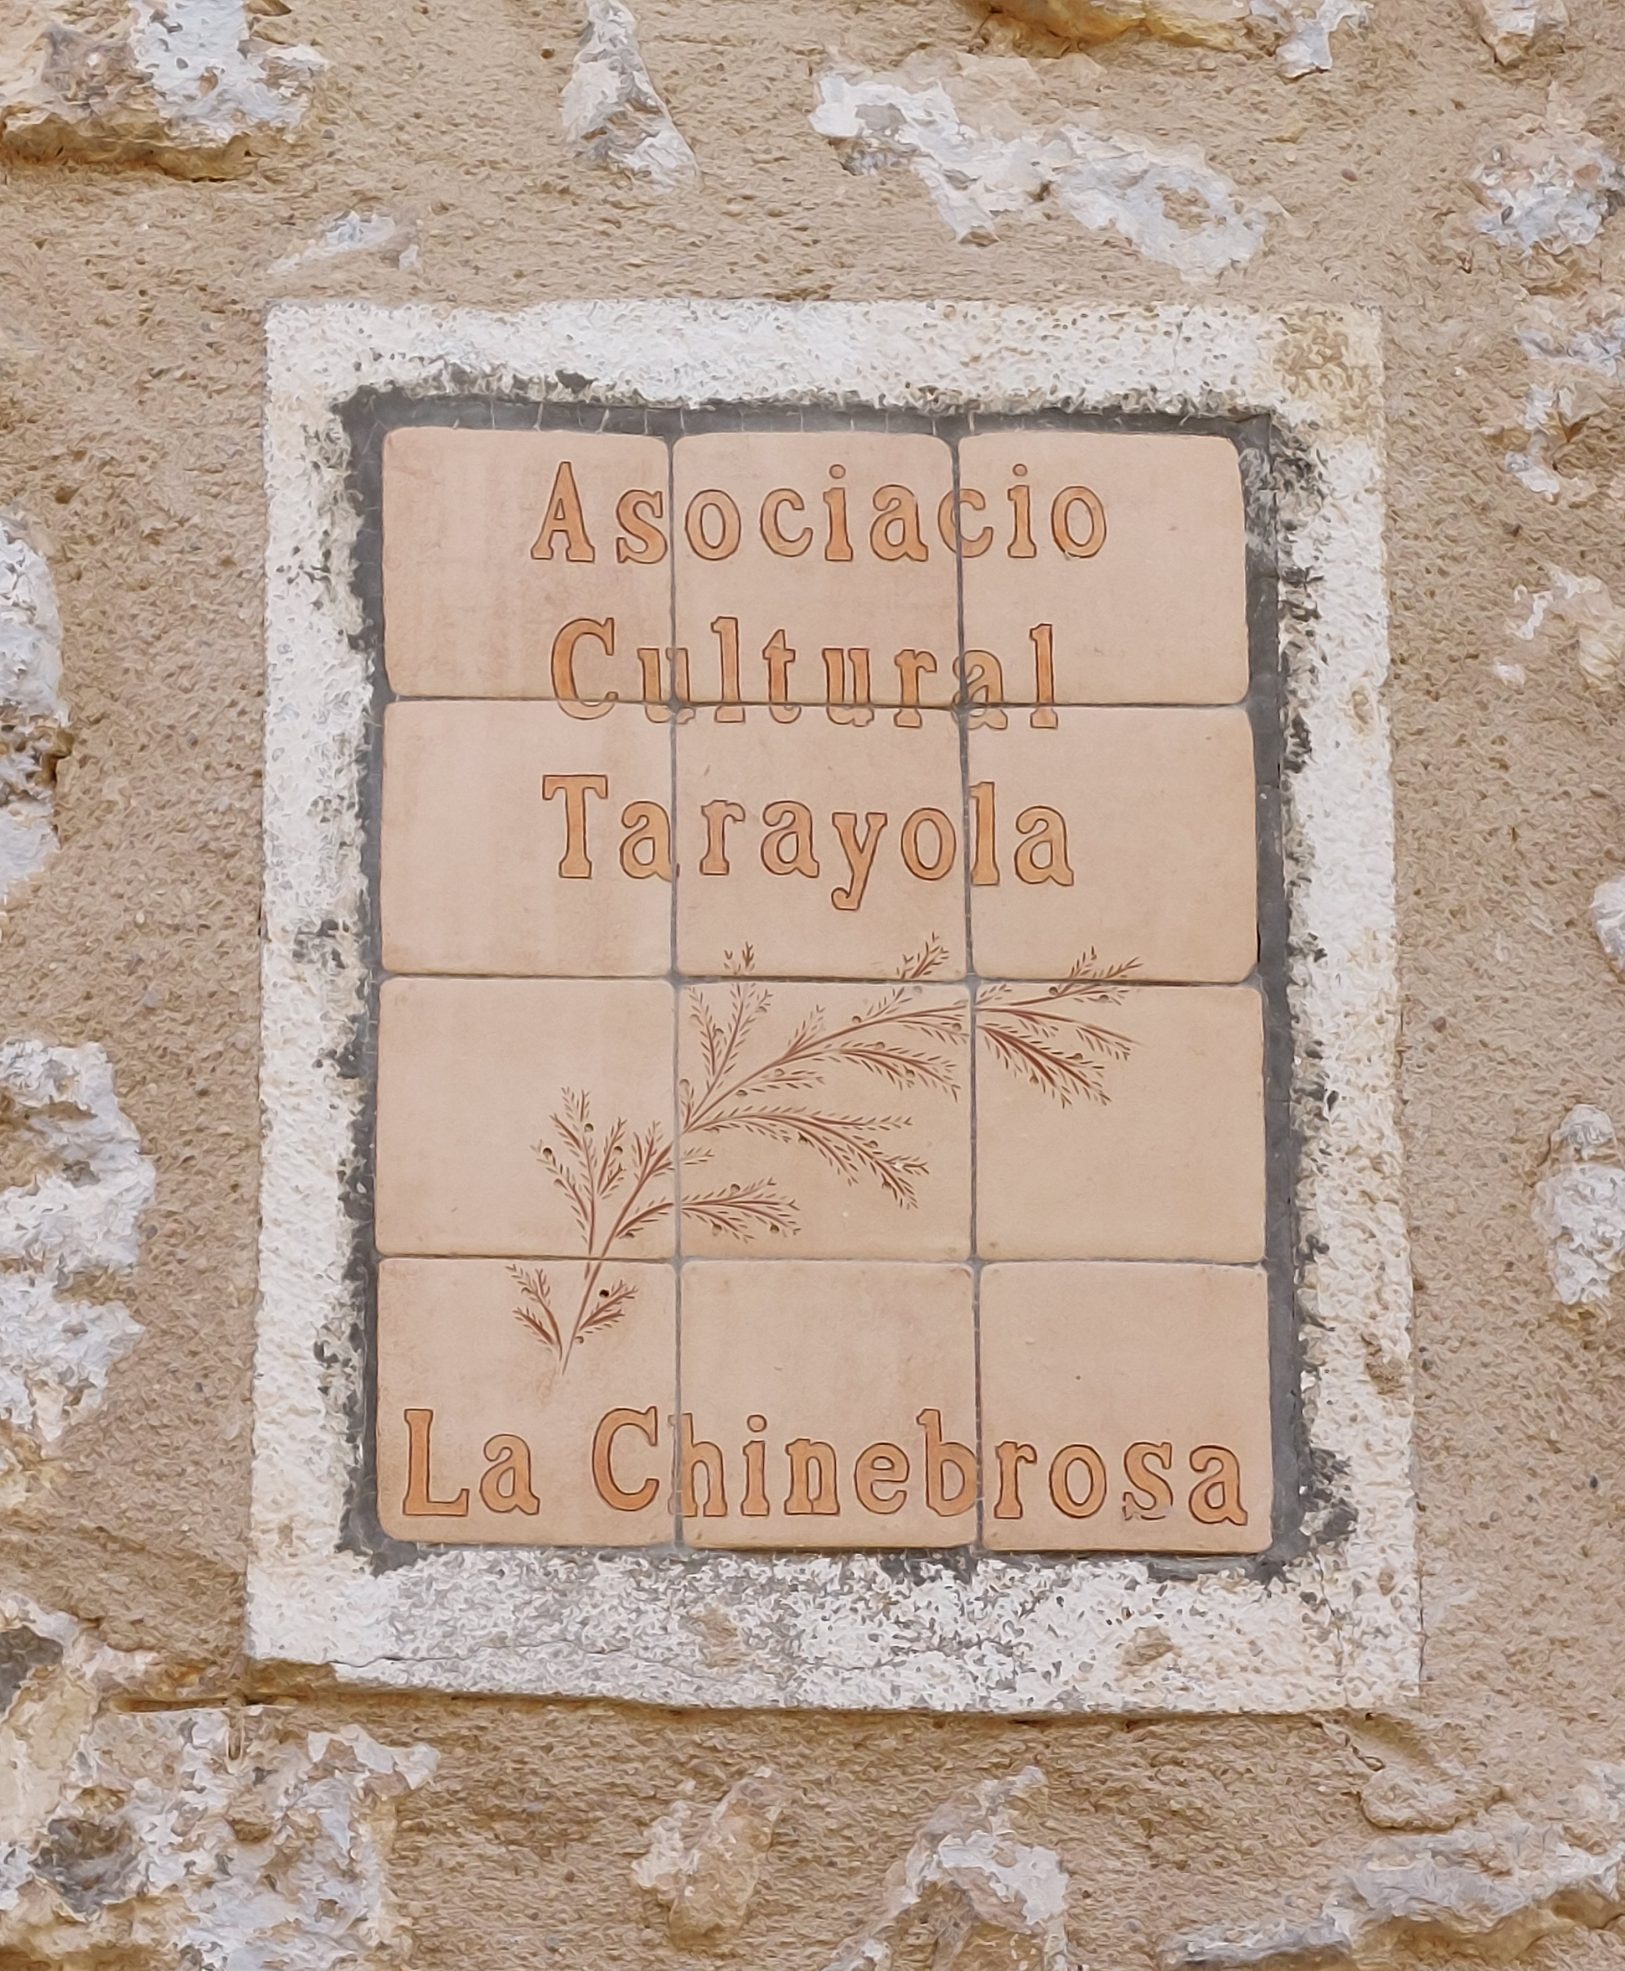 Asociacio
Cultural
Tarayola
La Chinebrosa